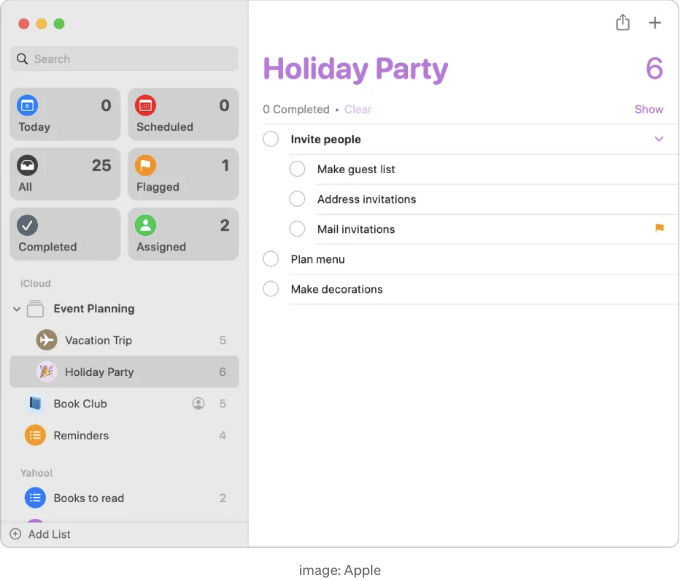 Search
0
Today
0
Scheduled
25
All
1
Flagged
Completed
2
Assigned
iCloud
Event Planning
Vacation Trip 5
Holiday Party 6
Book Club 5
Reminders 4
Yahoo!
Books to read 2
Add List
Holiday Party 6
0 Completed • Clear Show
Invite people
Make guest list
Address invitations
Mail invitations
Plan menu
Make decorations
image: Apple